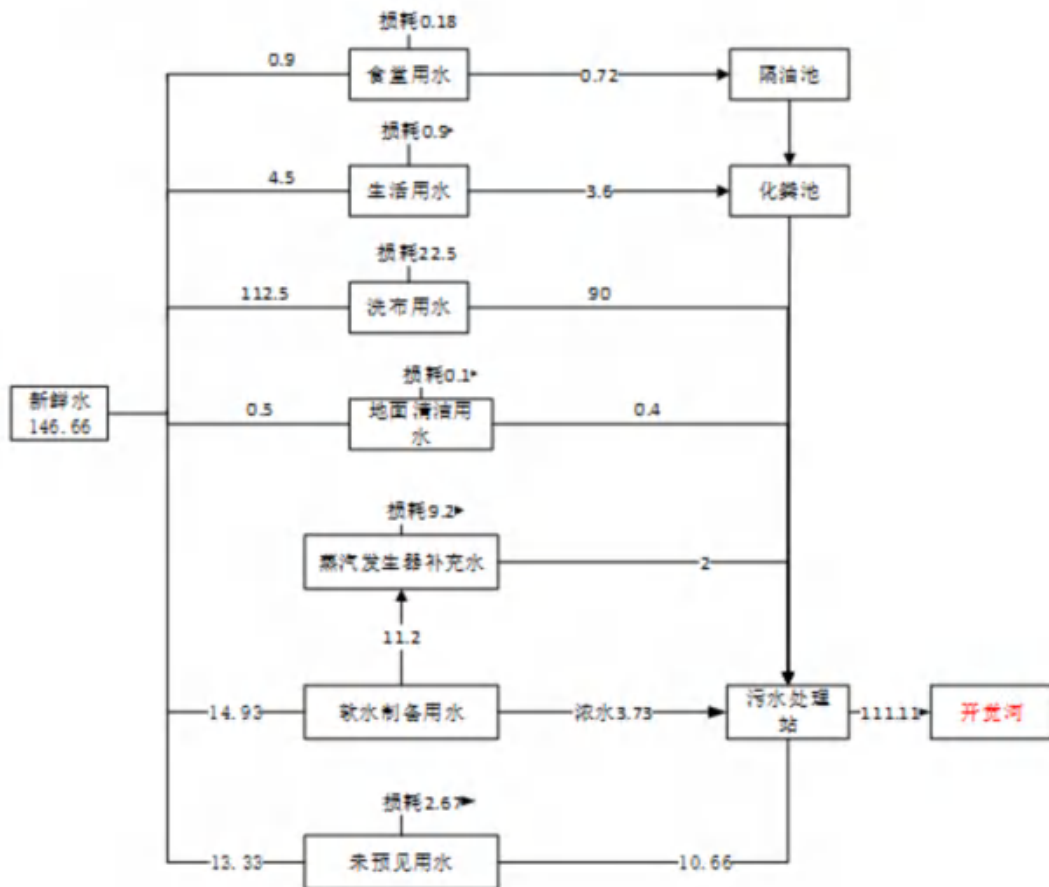 损耗0.18
0.9
食堂用水
0.72
隔油池
损耗0.9
4.5
生活用水
3.6
化粪池
损耗22.5
112.5
洗布用水
90
损耗0.1
新鲜水
146.66
0.5
地面清洁用
水
0.4
损耗9.2
蒸汽发生器补充水
2
11.2
14.93
软水制备用水
浓水3.73
污水处理
站
111.11
开觉河
损耗2.67
13.33
未预见用水
10.66